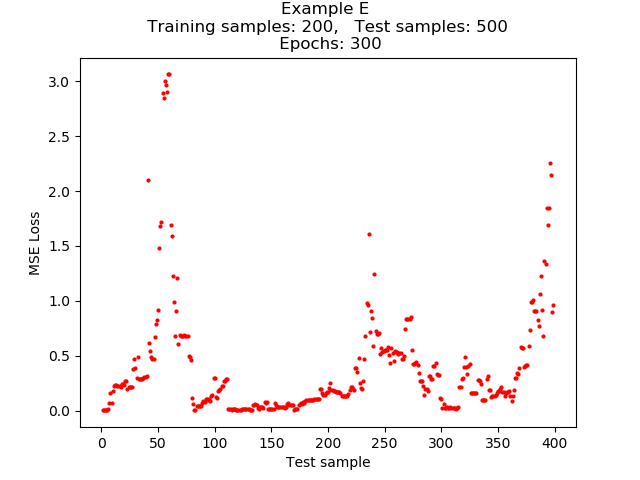 Example E
Training samples: 200,   Test samples: 500
Epochs: 300
MSE Loss
3.0
2.5
2.0
1.5
1.0
0.5
0.0
0 50 100 150 200 250 300 350 400
Test sample